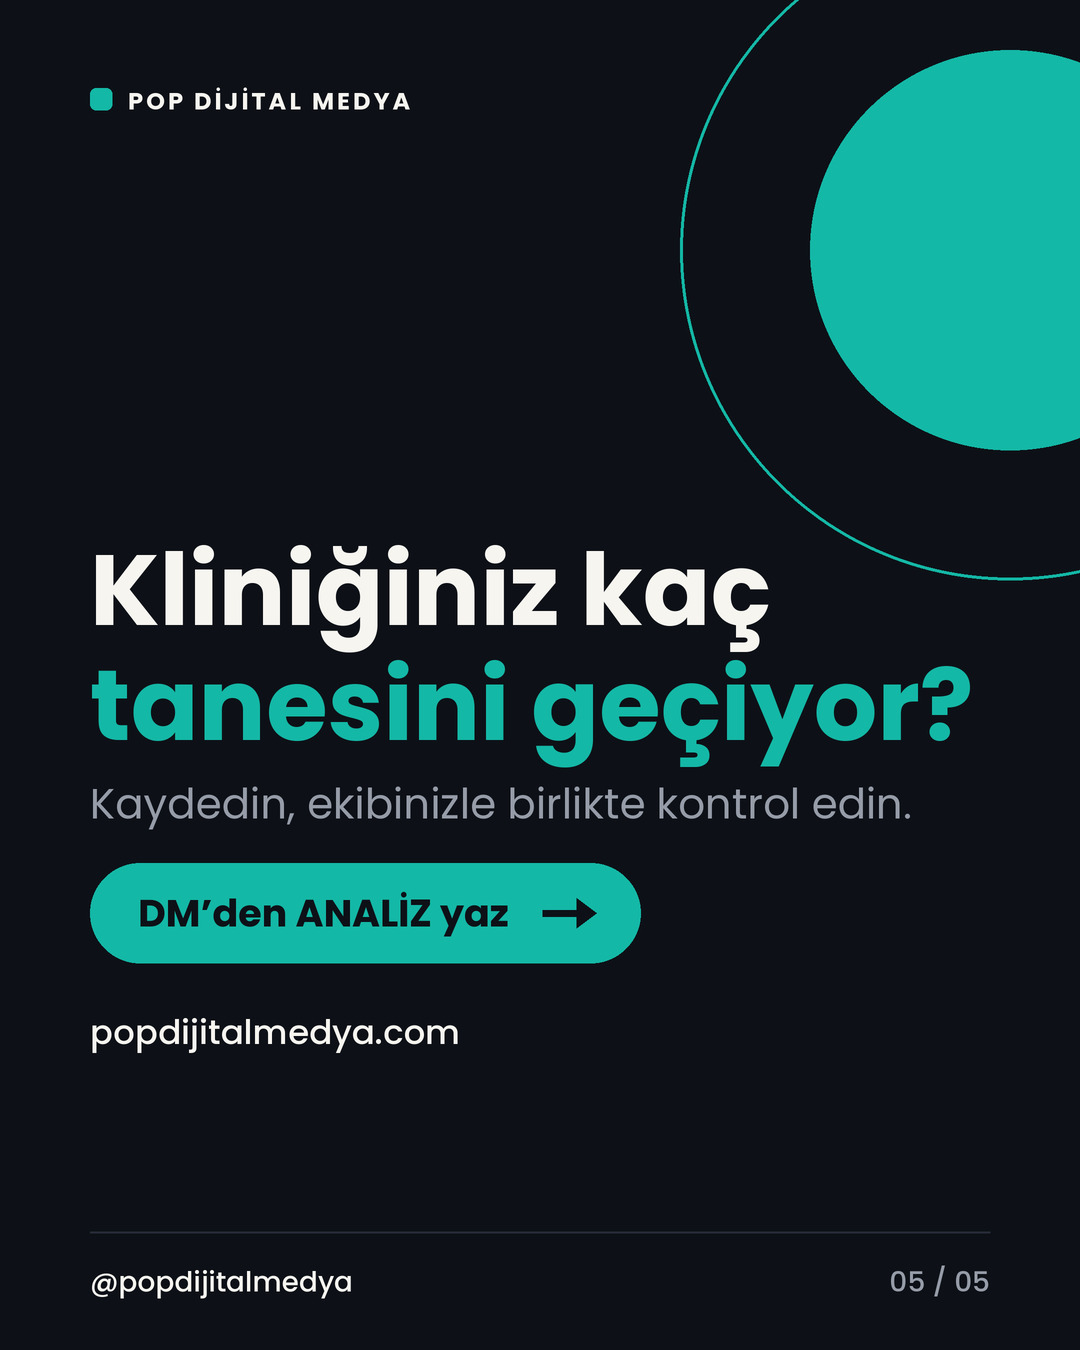 POP DİJİTAL MEDYA
Kliniğiniz kaç
tanesini geçiyor?
Kaydedin, ekibinizle birlikte kontrol edin.
DM’den ANALİZ yaz →
popdijitalmedya.com
@popdijitalmedya
05 / 05